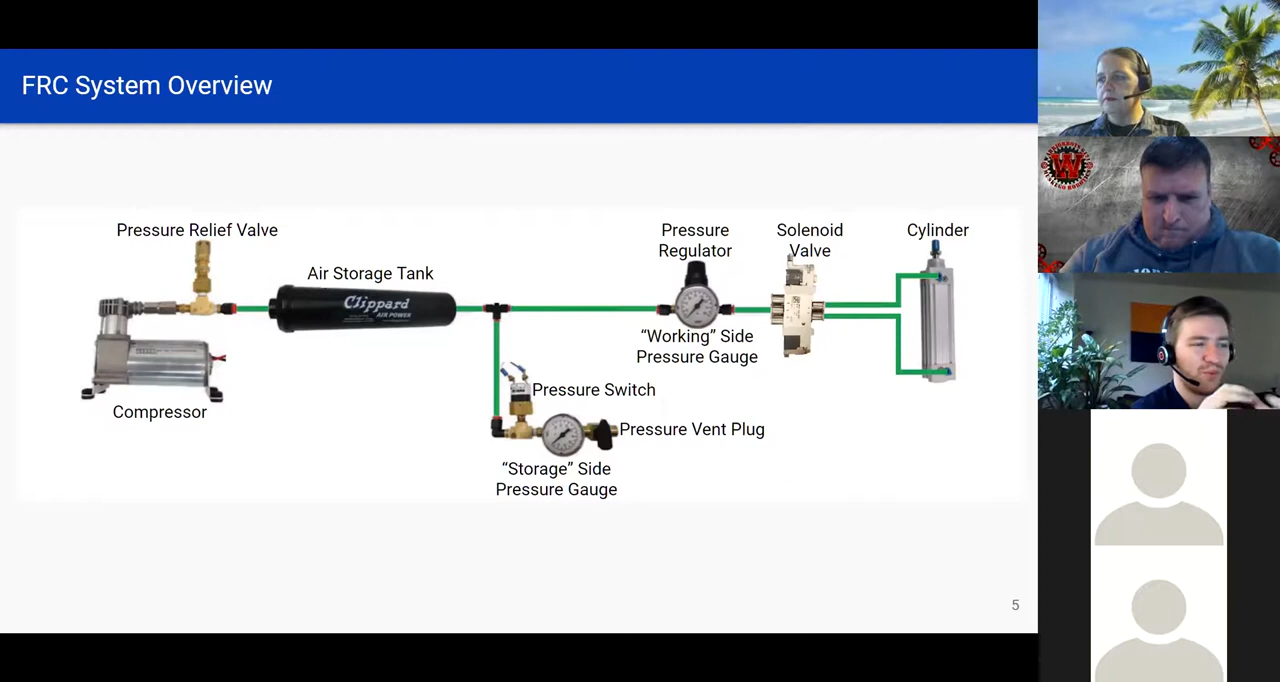 FRC System Overview
Pressure Relief Valve
Air Storage Tank
Clippard
AIR POWER
Compressor
Pressure
Regulator
Solenoid
Valve
Cylinder
“Working” Side
Pressure Gauge
Pressure Switch
Pressure Vent Plug
“Storage” Side
Pressure Gauge
5
W